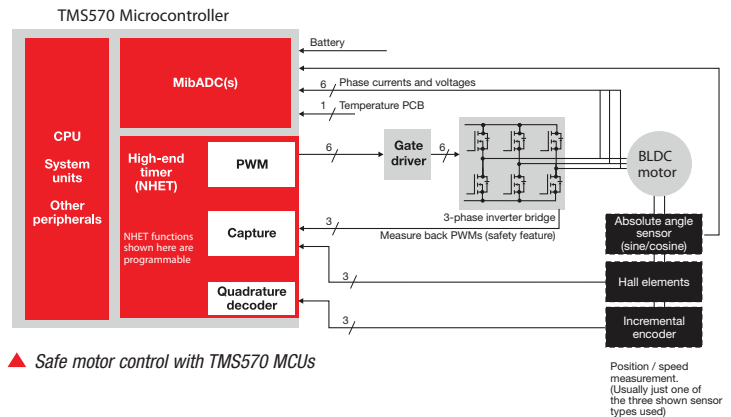 TMS570 Microcontroller
CPU
System
units
Other
peripherals
MibADC(s)
High-end
timer
(NHET)
NHET functions
shown here are
programmable
PWM
Capture
Quadrature
decoder
Battery
6 Phase currents and voltages
1 Temperature PCB
6
Gate
driver
6
3-phase inverter bridge
3
Measure back PWMs (safety feature)
3
3
BLDC
motor
Absolute angle
sensor
(sine/cosine)
Hall elements
Incremental
encoder
Position / speed
measurement.
(Usually just one of
the three shown sensor
types used)
Safe motor control with TMS570 MCUs